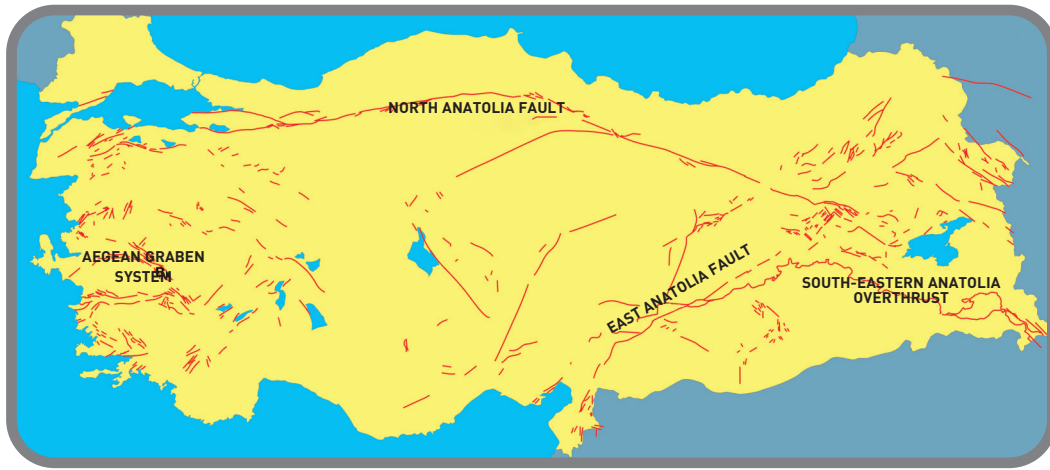 NORTH ANATOLIA FAULT
AEGEAN GRABEN
SYSTEM
EAST ANATOLIA FAULT
SOUTH-EASTERN ANATOLIA
OVERTHRUST